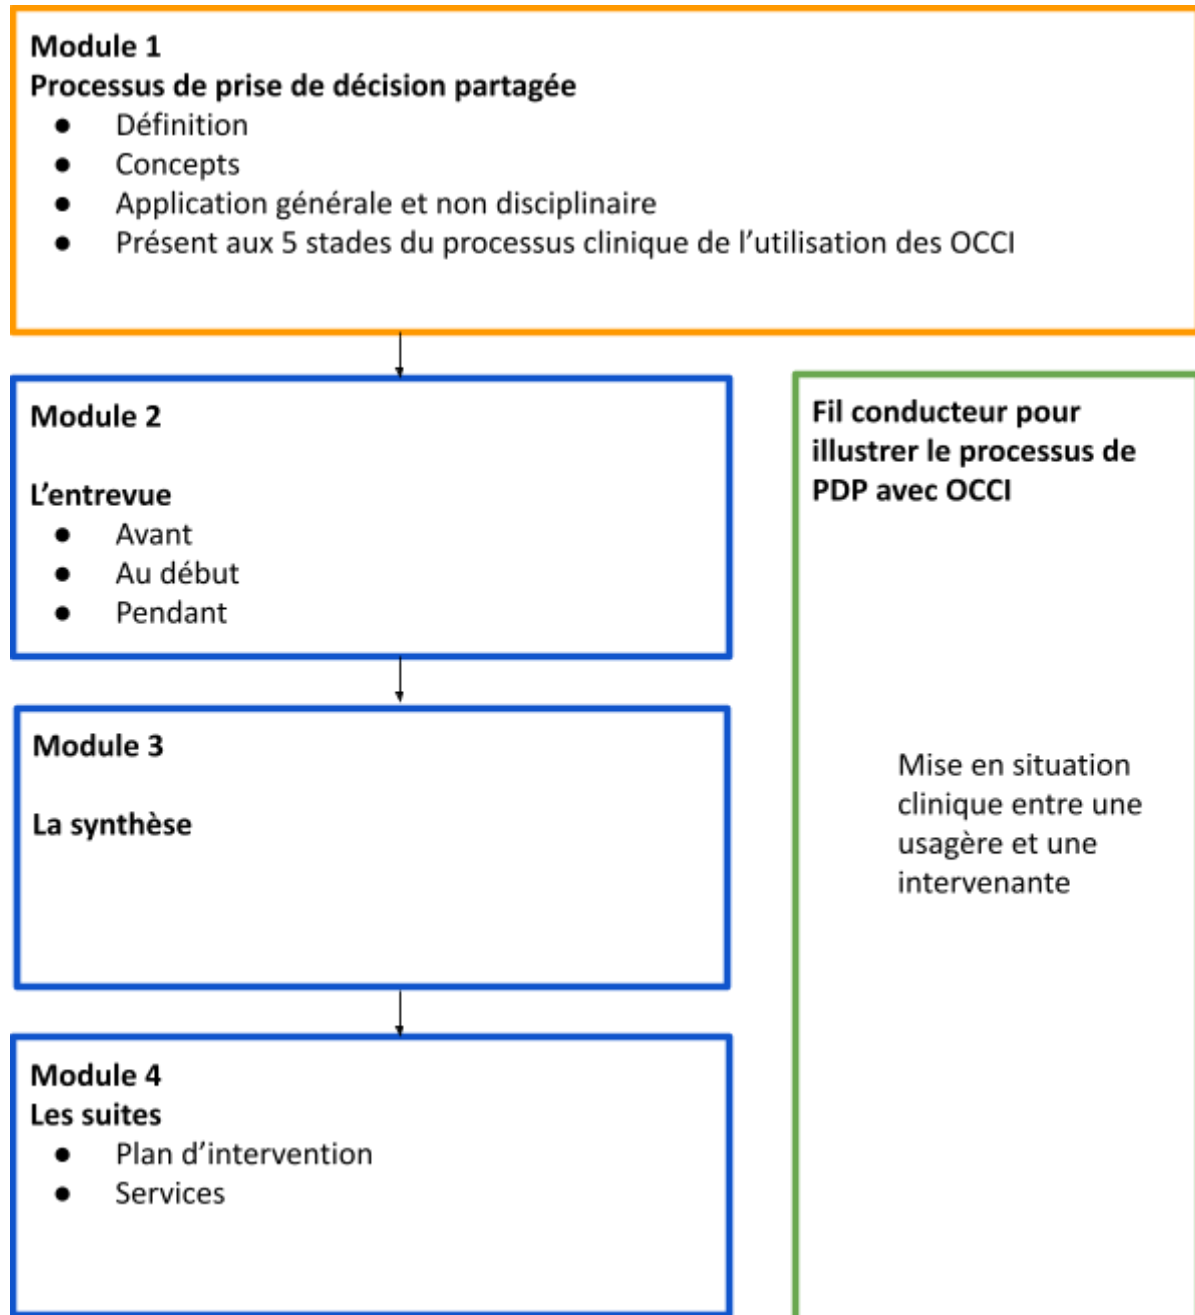 Module 1
Processus de prise de décision partagée
● Définition
● Concepts
● Application générale et non disciplinaire
● Présent aux 5 stades du processus clinique de l’utilisation des OCCI
Module 2
L’entrevue
● Avant
● Au début
● Pendant
Module 3
La synthèse
Module 4
Les suites
● Plan d’intervention
● Services
Fil conducteur pour
illustrer le processus de
PDP avec OCCI
Mise en situation
clinique entre une
usagère et une
intervenante